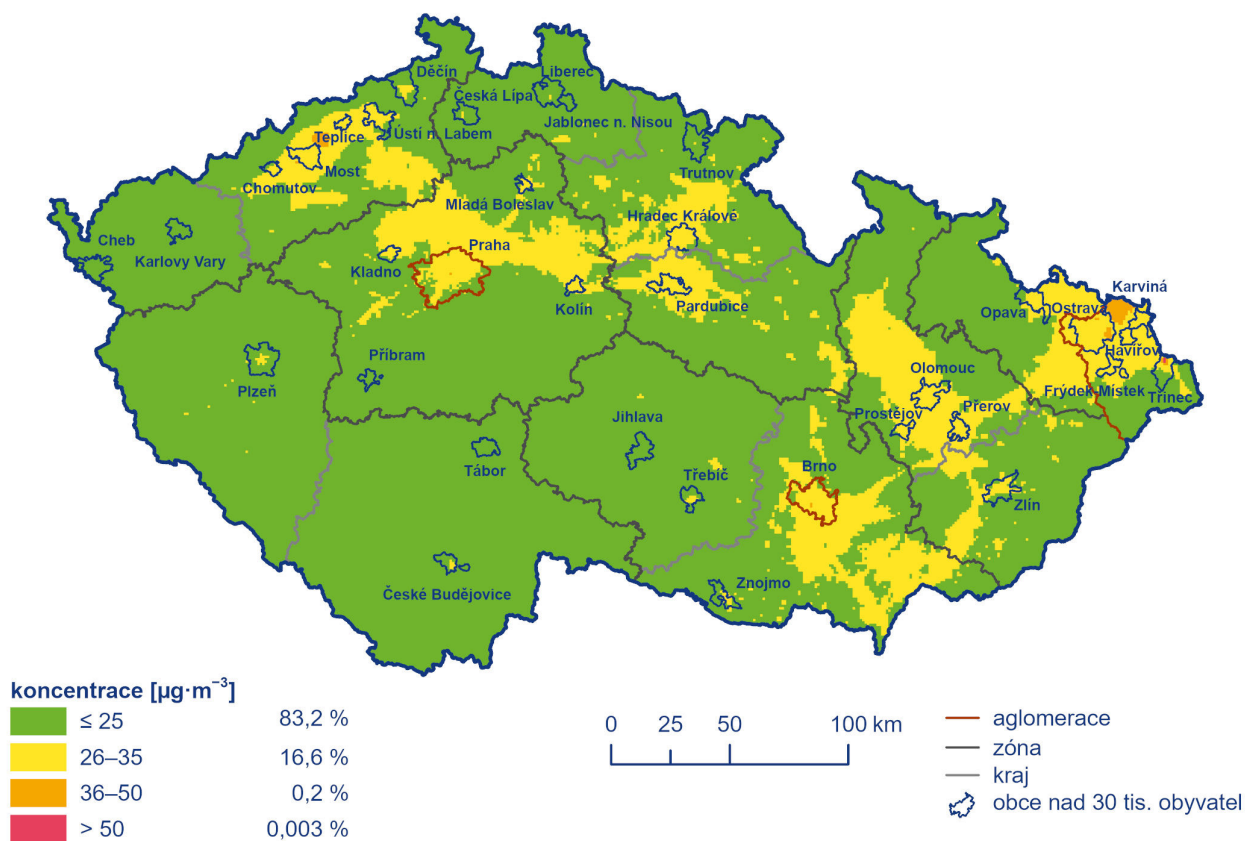 Děčín
Liberec
Česká Lípa
Jablonec n. Nisou
Teplice
Ústí n. Labem
Most
Chomutov
Trutnov
Mladá Boleslav
Hradec Králové
Cheb
Karlovy Vary
Praha
Kladno
Kolín
Pardubice
Karviná
Opava
Ostrava
Havířov
Příbram
Plzeň
Olomouc
Frýdek-Místek
Třinec
Prostějov
Přerov
Jihlava
Tábor
Třebíč
Brno
Zlín
Znojmo
České Budějovice
koncentrace [µg·m⁻³]
≤ 25 83,2 %
26–35 16,6 %
36–50 0,2 %
> 50 0,003 %
0 25 50 100 km
aglomerace
zóna
kraj
obce nad 30 tis. obyvatel